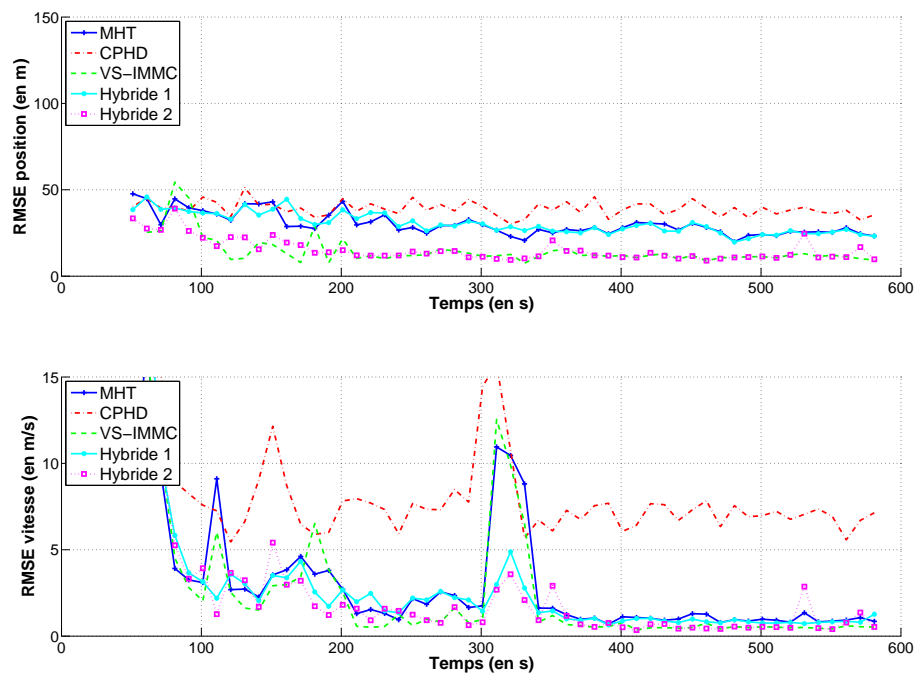 150
100
50
0
RMSE position (en m)
MHT
CPHD
VS−IMMC
Hybride 1
Hybride 2
0 100 200 300 400 500 600
Temps (en s)
15
10
5
0
RMSE vitesse (en m/s)
MHT
CPHD
VS−IMMC
Hybride 1
Hybride 2
0 100 200 300 400 500 600
Temps (en s)